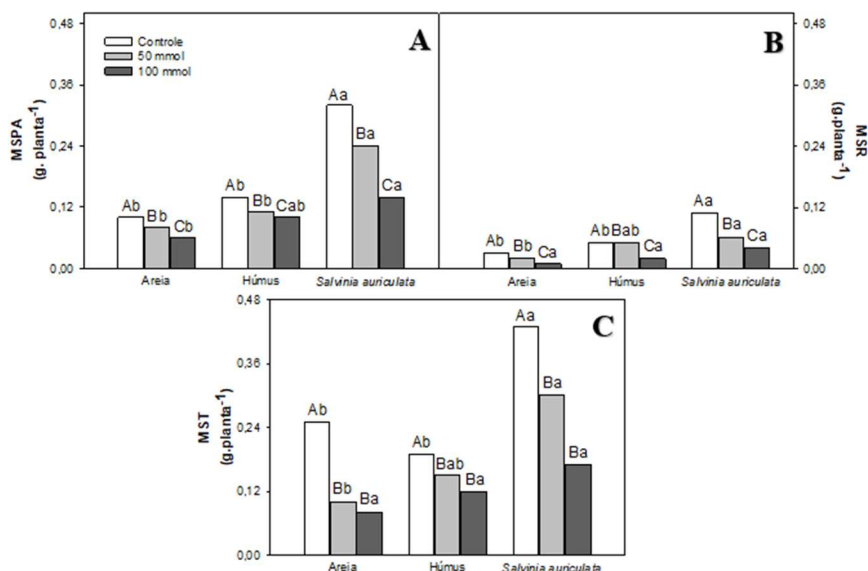 A
Controle
50 mmol
100 mmol
MSPA
(g. planta-1)
0,48
0,36
0,24
0,12
0,00
Ab
Bb
Cb
Ab
Bb
Cab
Aa
Ba
Ca
Areia
Húmus
Salvinia auriculata
B
0,48
0,36
0,24
0,12
0,00
MSR
(g.planta-1)
Ab
Bb
Ca
Ab
Bab
Ca
Aa
Ba
Ca
Areia
Húmus
Salvinia auriculata
C
MST
(g.planta-1)
0,48
0,36
0,24
0,12
0,00
Ab
Bb
Ba
Ab
Bab
Ba
Aa
Ba
Ba
Areia
Húmus
Salvinia auriculata